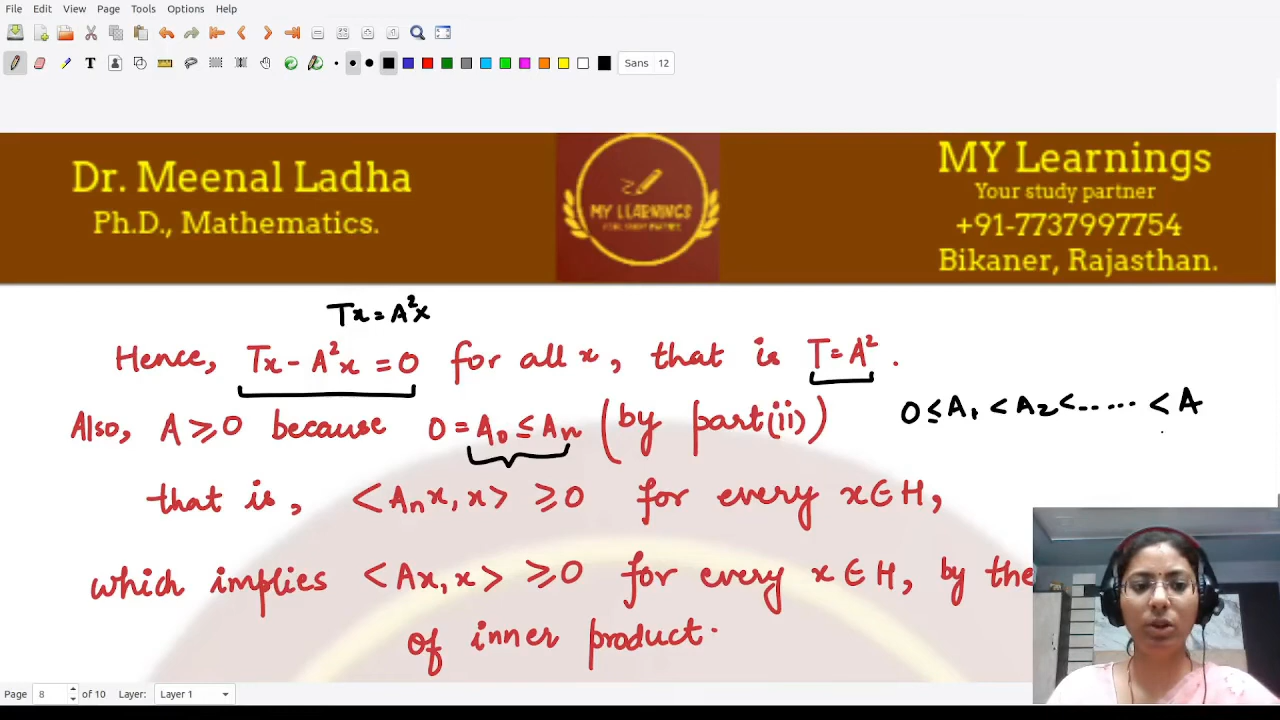 File Edit View Page Tools Options Help
Sans 12
Dr. Meenal Ladha
Ph.D., Mathematics.
MY LEARNINGS
MY Learnings
Your study partner
+91-7737997754
Bikaner, Rajasthan.
Tx = A²x
Hence, Tx - A²x = 0 for all x, that is T = A².
0 ≤ A₁ < A₂ < ...... < A
Also, A ≥ 0 because 0 = A₀ ≤ Aₙ (by part (ii))
that is, <Aₙx, x> ≥ 0 for every x ∈ H,
which implies <Ax, x> ≥ 0 for every x ∈ H, by the
of inner product.
Page 8 of 10 Layer: Layer 1